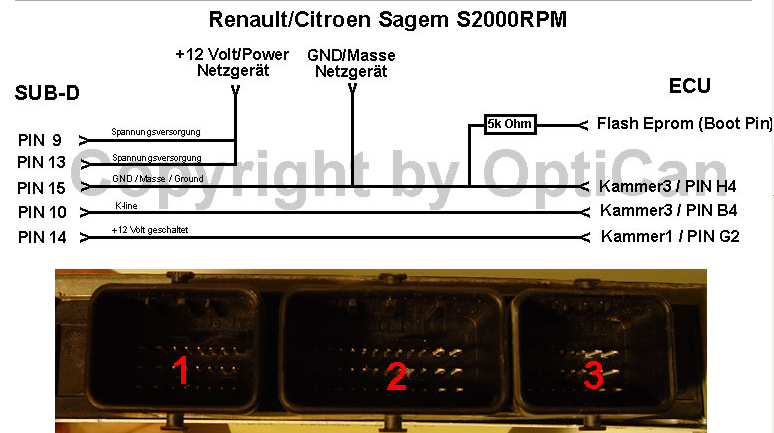 Renault/Citroen Sagem S2000RPM
+12 Volt/Power
Netzgerät
GND/Masse
Netzgerät
SUB-D
ECU
5k Ohm
Flash Eprom (Boot Pin)
PIN 9
Spannungsversorgung
PIN 13
Spannungsversorgung
Copyright by OptiCan
PIN 15
GND / Masse / Ground
Kammer3 / PIN H4
PIN 10
K-line
Kammer3 / PIN B4
PIN 14
+12 Volt geschaltet
Kammer1 / PIN G2
1
2
3